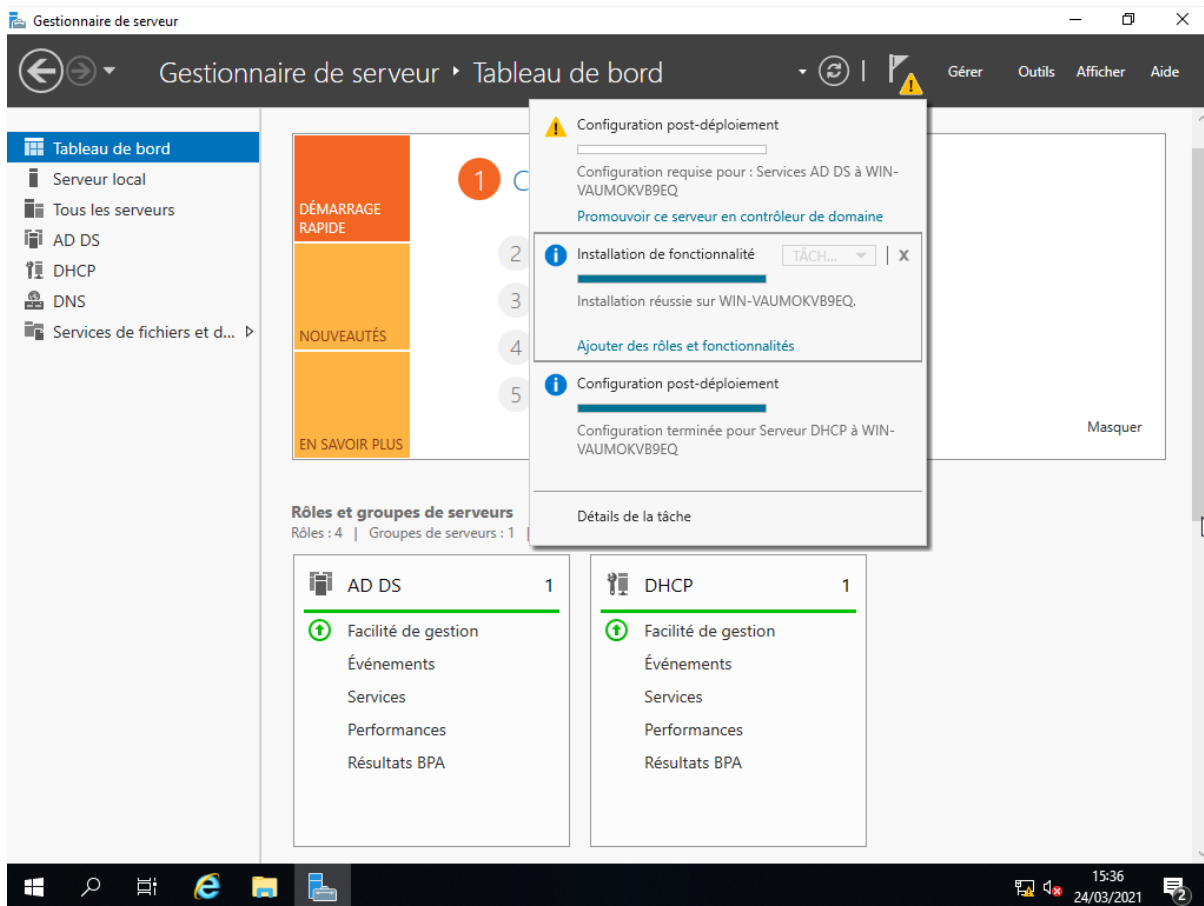 Gestionnaire de serveur
Gestionnaire de serveur
Tableau de bord
Gérer
Outils
Afficher
Aide
Tableau de bord
Serveur local
Tous les serveurs
AD DS
DHCP
DNS
Services de fichiers et d...
DÉMARRAGE
RAPIDE
NOUVEAUTÉS
EN SAVOIR PLUS
1 C
2
3
4
5
Configuration post-déploiement
Configuration requise pour : Services AD DS à WIN-
VAUMOKVB9EQ
Promouvoir ce serveur en contrôleur de domaine
Installation de fonctionnalité
TÂCH...
X
Installation réussie sur WIN-VAUMOKVB9EQ.
Ajouter des rôles et fonctionnalités
Configuration post-déploiement
Configuration terminée pour Serveur DHCP à WIN-
VAUMOKVB9EQ
Détails de la tâche
Masquer
Rôles et groupes de serveurs
Rôles : 4 | Groupes de serveurs : 1 |
AD DS 1
Facilité de gestion
Événements
Services
Performances
Résultats BPA
DHCP 1
Facilité de gestion
Événements
Services
Performances
Résultats BPA
15:36
24/03/2021
2